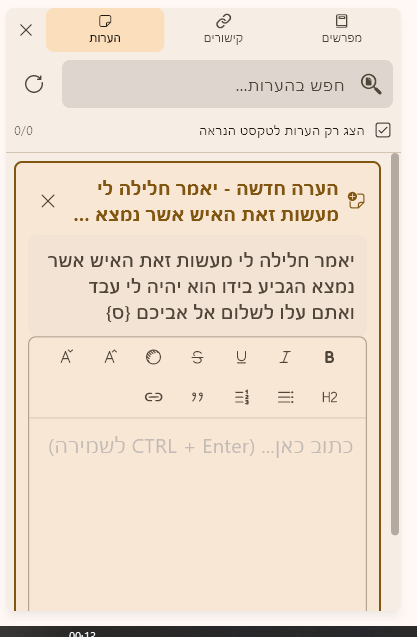 מפרשים
קישורים
הערות
חפש בהערות...
הצג רק הערות לטקסט הנראה
0/0
הערה חדשה - יאמר חלילה לי
מעשות זאת האיש אשר נמצא ...
יאמר חלילה לי מעשות זאת האיש אשר
נמצא הגביע בידו הוא יהיה לי עבד
ואתם עלו לשלום אל אביכם {ס}
B I U S A A
H2
כתוב כאן... (CTRL + Enter לשמירה)
00:12